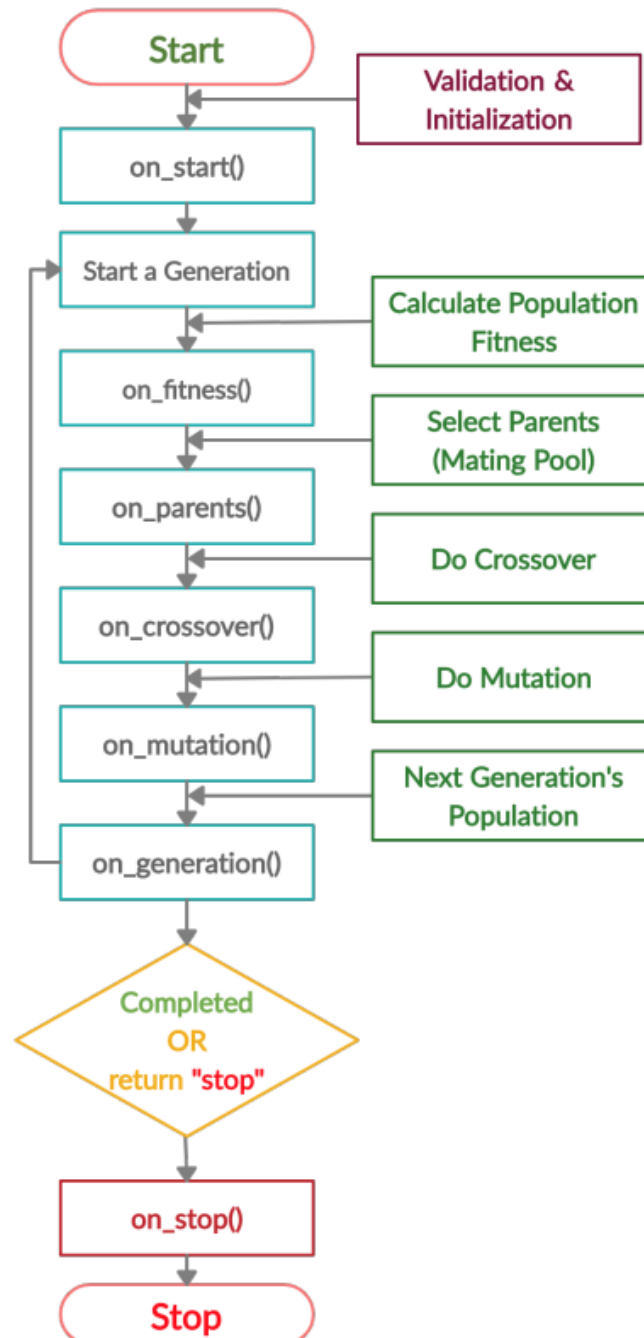 Start
Validation &
Initialization
on_start()
Start a Generation
Calculate Population
Fitness
on_fitness()
Select Parents
(Mating Pool)
on_parents()
Do Crossover
on_crossover()
Do Mutation
on_mutation()
Next Generation's
Population
on_generation()
Completed
OR
return "stop"
on_stop()
Stop